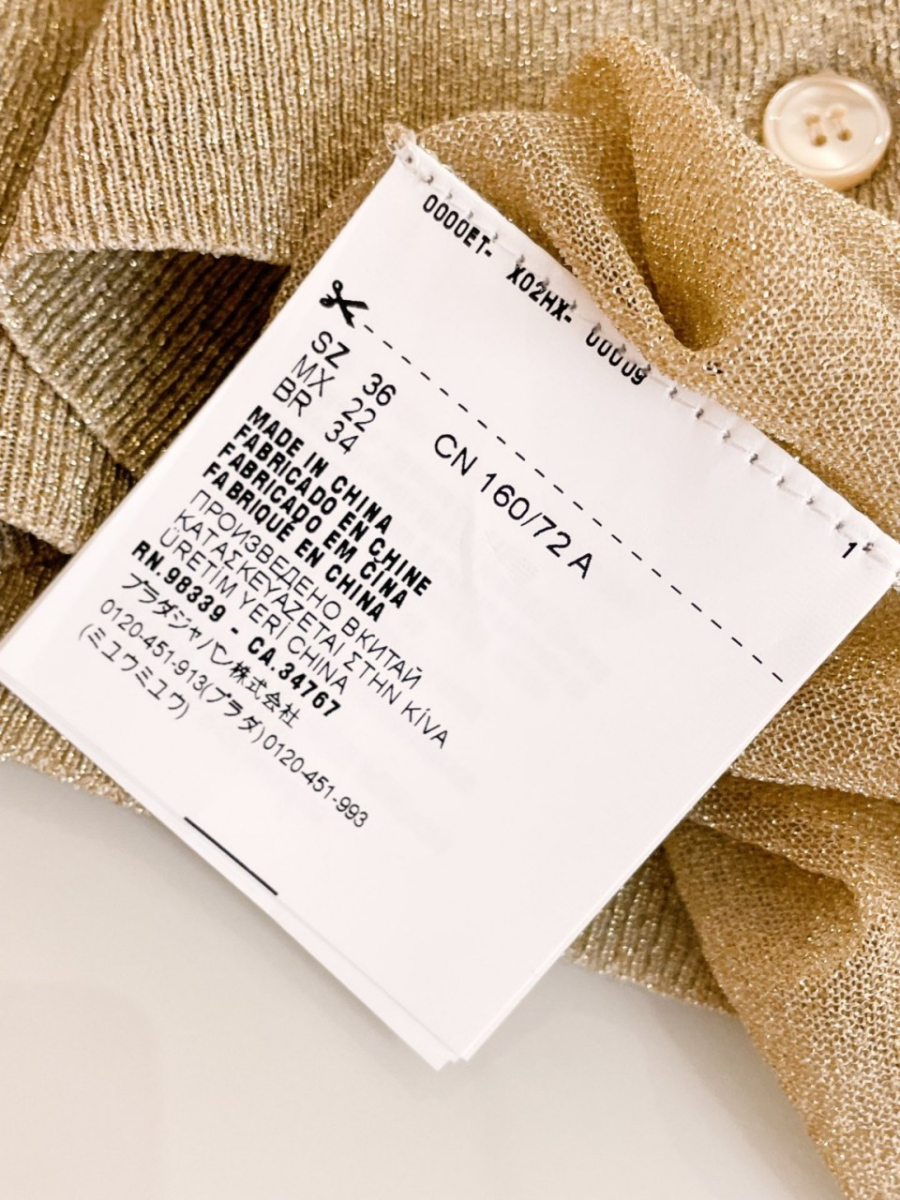 0000ET- X02HX- 00009 1
SZ 36 CN 160/72 A
MX 22
BR 34
MADE IN CHINA
FABRICADO EN CHINE
FABRICADO EM ČINA
FABRIQUÉ EN CHINA
ПРОИЗВЕДЕНО В КИТАЙ
ΚΑΤΑΣΚΕΥΑΖΕΤΑΙ ΣΤΗΝ ΚΊVΑ
ÜRETİM YERİ CHINA
RN.98339 - CA.34767
プラダジャパン株式会社
0120-451-913(プラダ)0120-451-993
(ミュウミュウ)